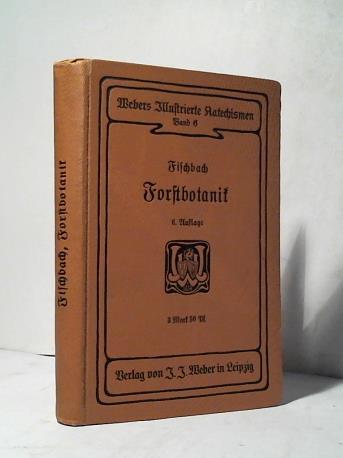 Fischbach, Forstbotanik
Webers Illustrierte Katechismen
Band 6
Fischbach
Forstbotanik
6. Auflage
3 Mark 50 Pf.
Verlag von J. J. Weber in Leipzig